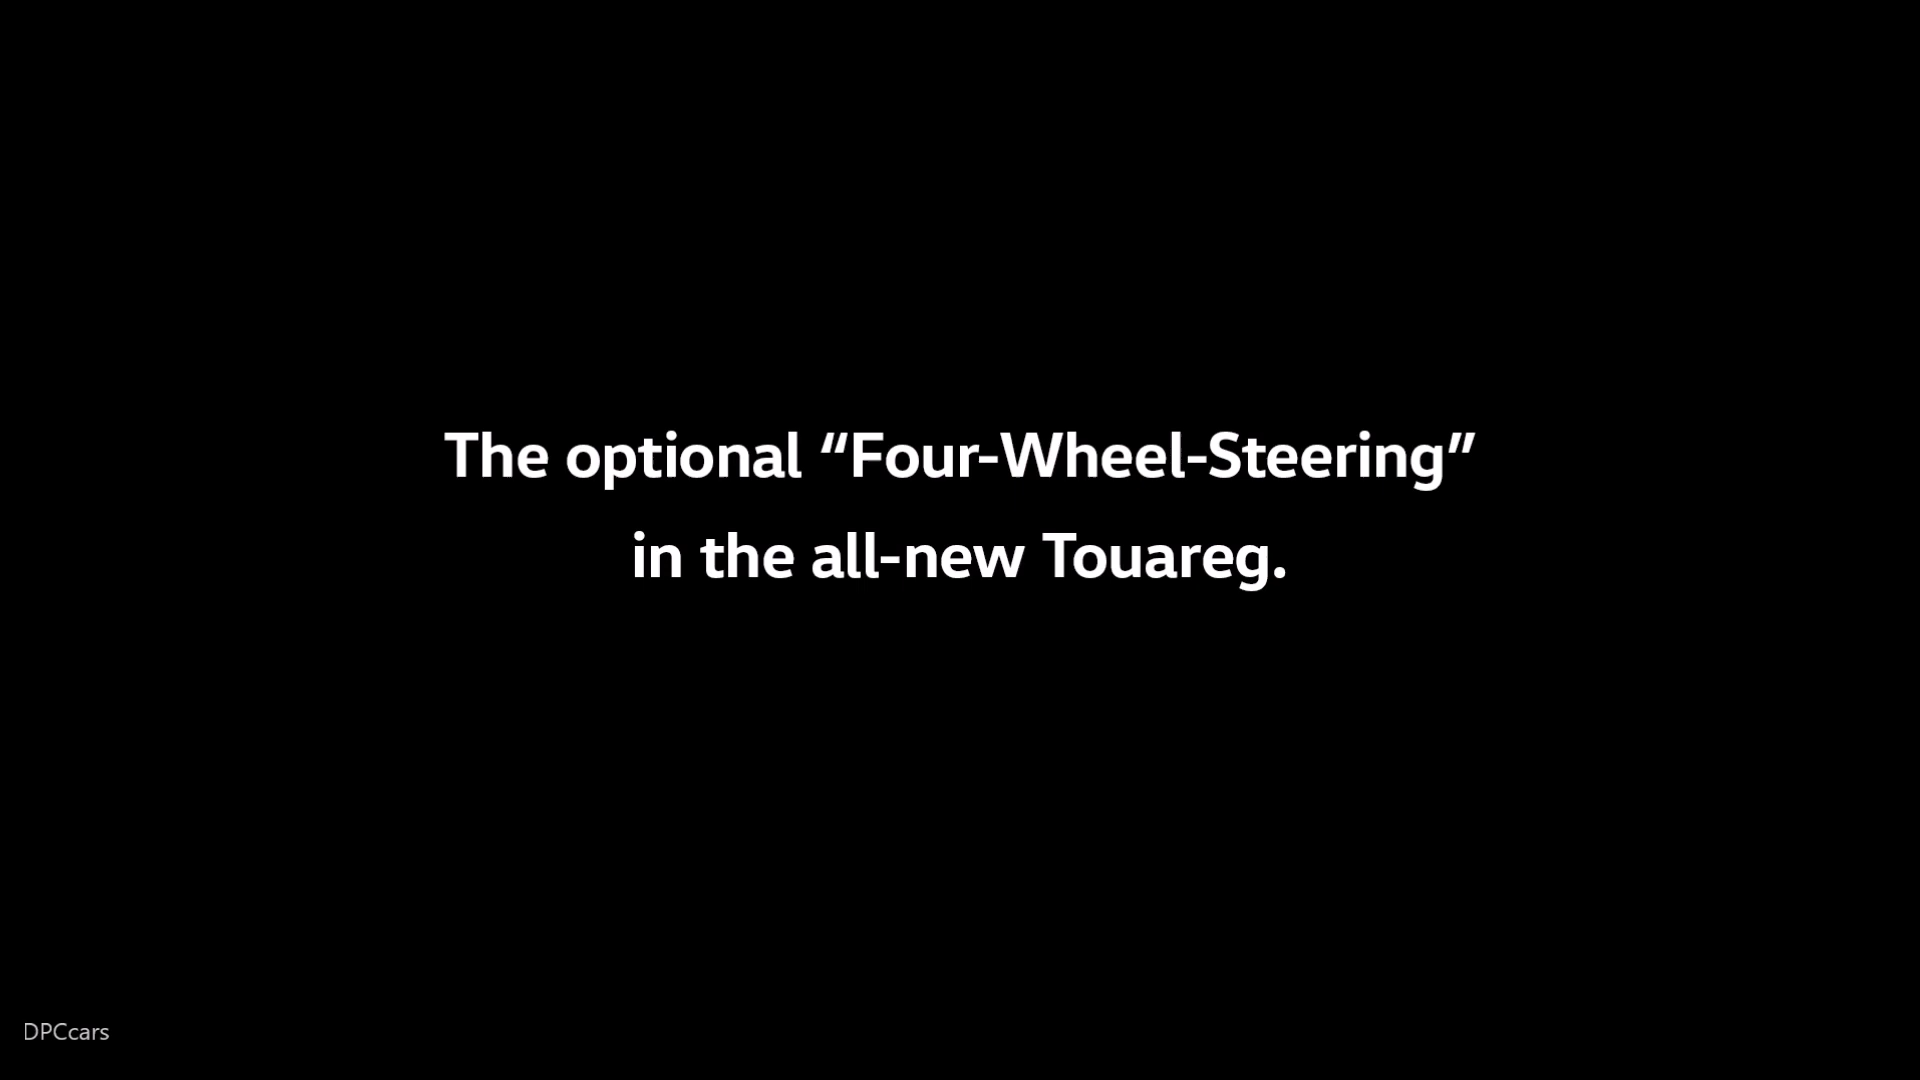 The optional “Four-Wheel-Steering”
in the all-new Touareg.
DPCcars